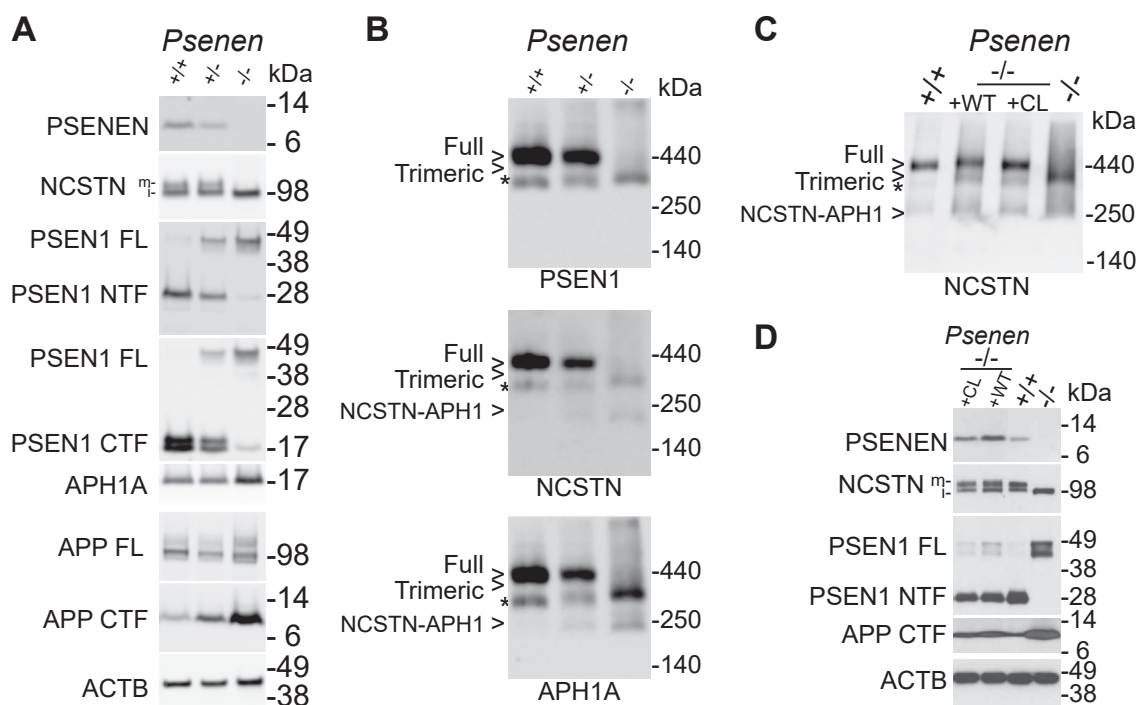 A
Psenen
+/+ +/- -/- kDa
PSENEN
-14
- 6
NCSTN m- i- -98
PSEN1 FL -49
-38
PSEN1 NTF -28
PSEN1 FL -49
-38
-28
PSEN1 CTF -17
APH1A -17
APP FL -98
APP CTF -14
- 6
ACTB -49
-38
B
Psenen
+/+ +/- -/- kDa
Full > -440
Trimeric >
*
-250
-140
PSEN1
Full > -440
Trimeric >
*
NCSTN-APH1 > -250
-140
NCSTN
Full > -440
Trimeric >
*
NCSTN-APH1 > -250
-140
APH1A
C
Psenen
-/-
+/+ +WT +CL -/-
kDa
Full > -440
Trimeric >
*
NCSTN-APH1 > -250
-140
NCSTN
D
Psenen
-/-
+CL +WT +/+ -/- kDa
PSENEN -14
- 6
NCSTN m- i- -98
PSEN1 FL -49
-38
PSEN1 NTF -28
APP CTF -14
- 6
ACTB -49
-38